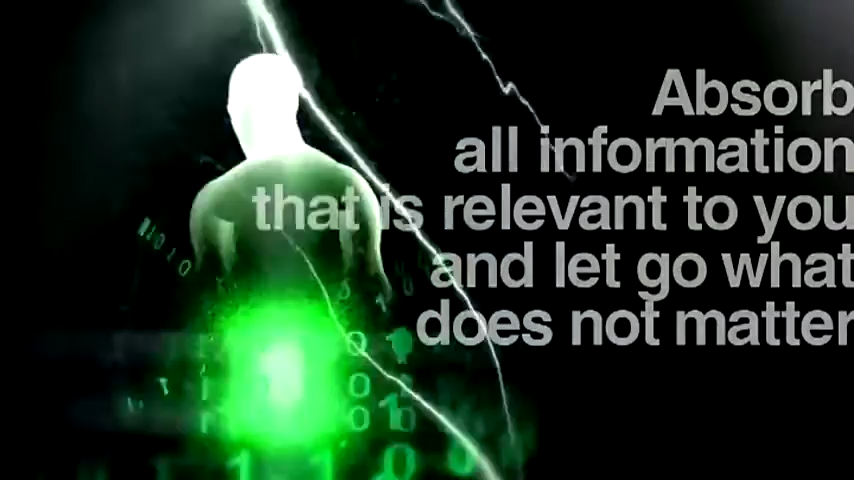 Absorb
all information
that is relevant to you
and let go what
does not matter